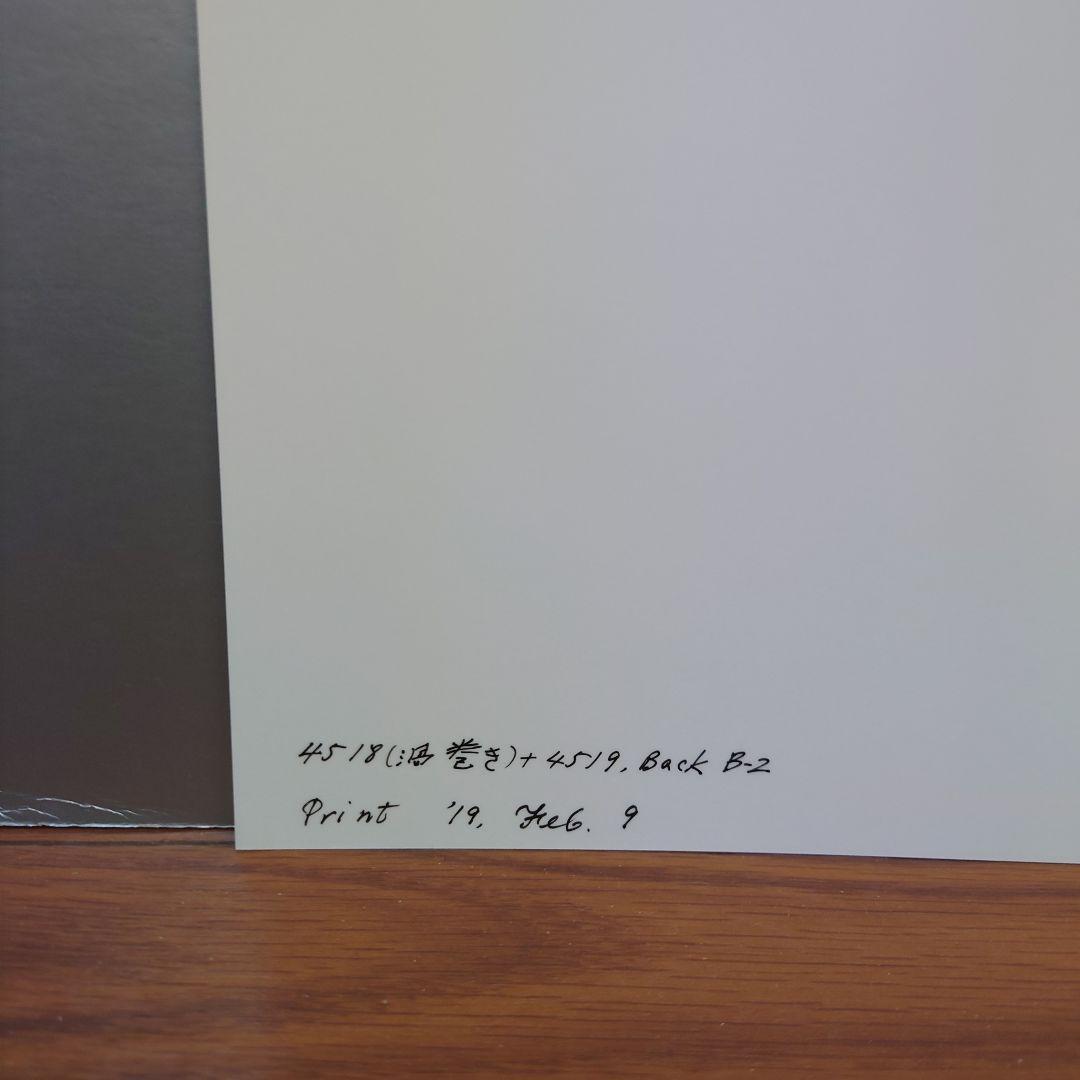 4518(渦巻き)+4519, Back B-2
Print '19, Feb. 9